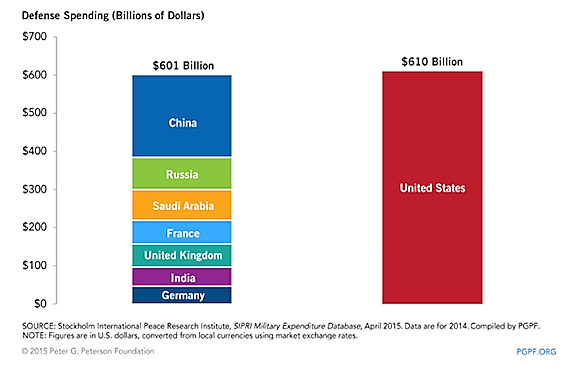 Defense Spending (Billions of Dollars)
$700
$600
$500
$400
$300
$200
$100
$0
$601 Billion
China
Russia
Saudi Arabia
France
United Kingdom
India
Germany
$610 Billion
United States
SOURCE: Stockholm International Peace Research Institute, SIPRI Military Expenditure Database, April 2015. Data are for 2014. Compiled by PGPF.
NOTE: Figures are in U.S. dollars, converted from local currencies using market exchange rates.
© 2015 Peter G. Peterson Foundation
PGPF.ORG